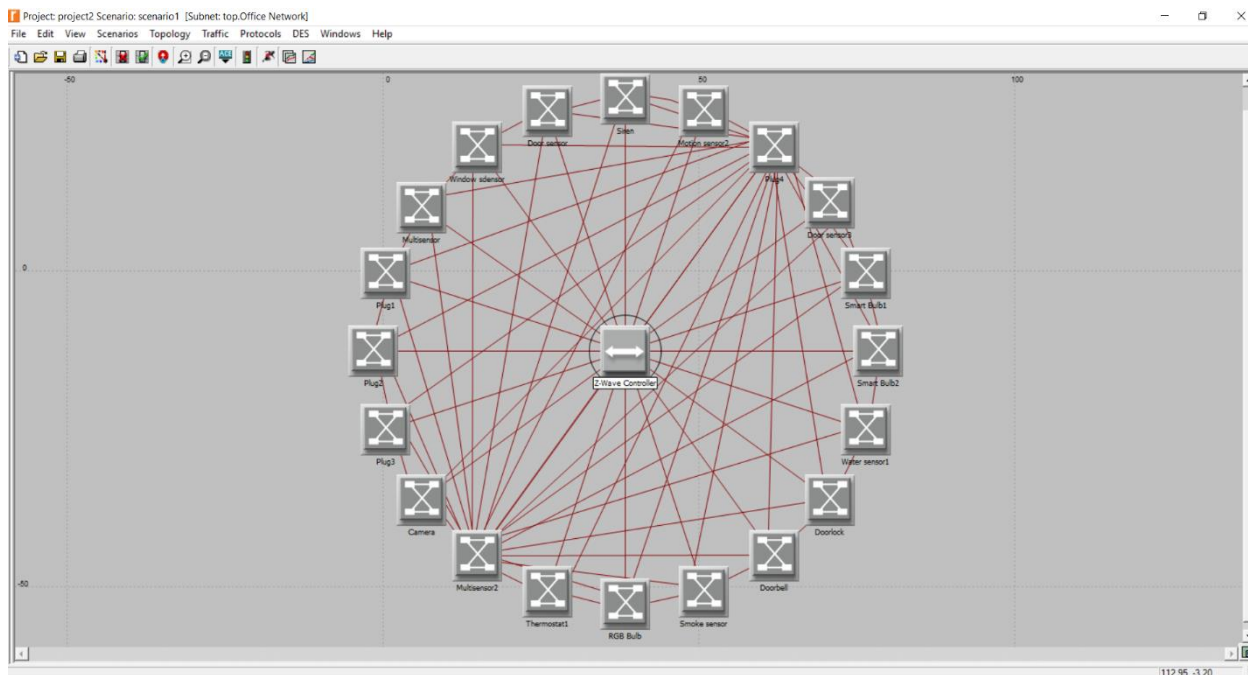 Project: project2 Scenario: scenario1 [Subnet: top.Office Network]
File Edit View Scenarios Topology Traffic Protocols DES Windows Help
-50 0 50 100
Siren
Door sensor
Motion sensor2
Window sdensor
Plug4
Multisensor
Door sensor3
0
Plug1
Smart Bulb1
Plug2
Z-Wave Controller
Smart Bulb2
Plug3
Water sensor1
Camera
Doorlock
-50
Multisensor2
Doorbell
Thermostat1
Smoke sensor
RGB Bulb
112.95 -3.20